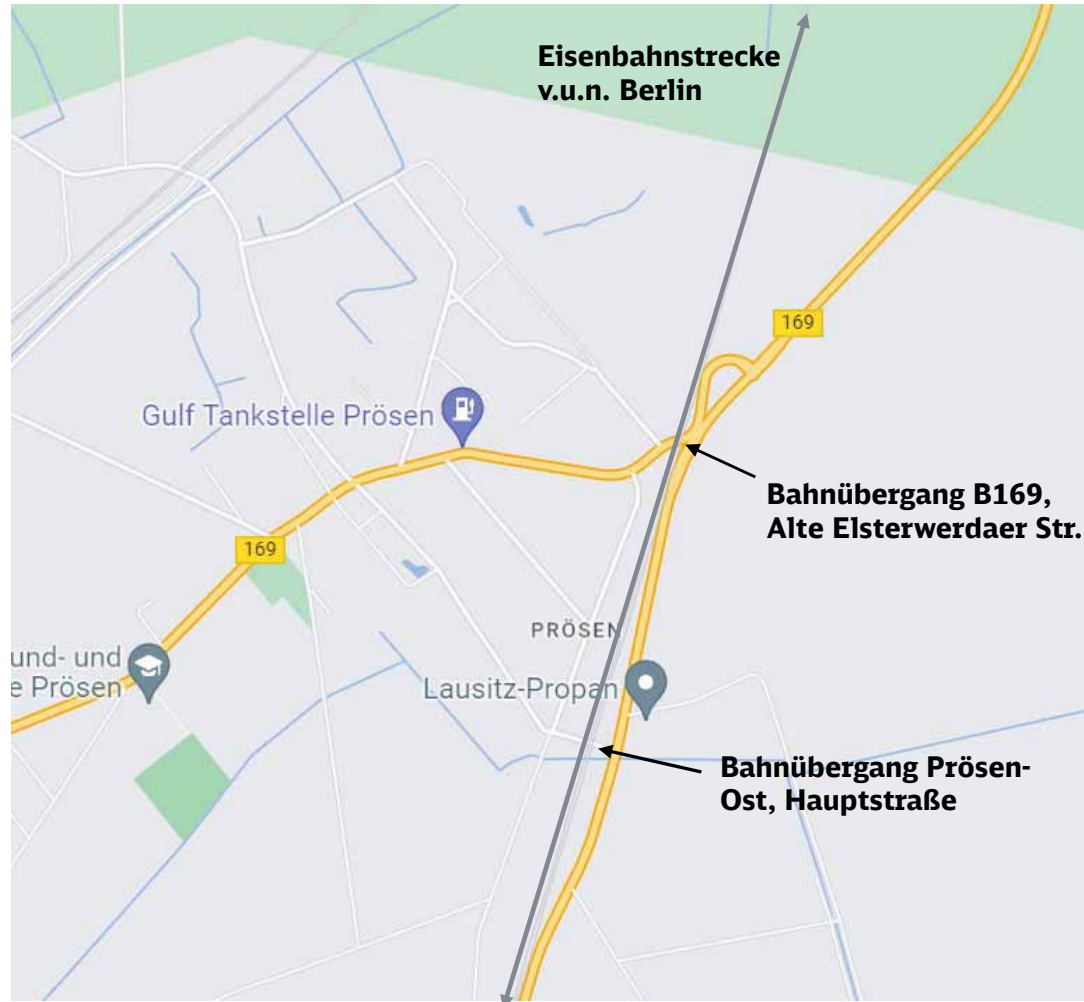 Eisenbahnstrecke
v.u.n. Berlin
169
Gulf Tankstelle Prösen
Bahnübergang B169,
Alte Elsterwerdaer Str.
169
PRÖSEN
und- und
e Prösen
Lausitz-Propan
Bahnübergang Prösen-
Ost, Hauptstraße